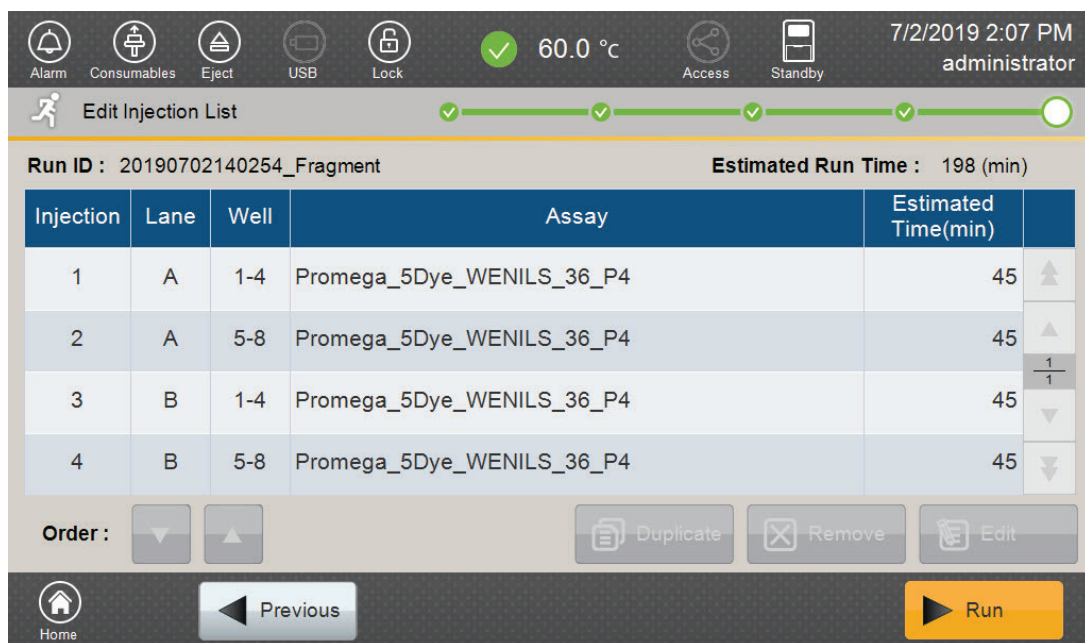 7/2/2019 2:07 PM
60.0 °c
administrator
Alarm Consumables Eject USB Lock Access Standby
Edit Injection List
Run ID : 20190702140254_Fragment Estimated Run Time : 198 (min)
Injection Lane Well Assay Estimated Time(min)
1 A 1-4 Promega_5Dye_WENILS_36_P4 45
2 A 5-8 Promega_5Dye_WENILS_36_P4 45
1
1
3 B 1-4 Promega_5Dye_WENILS_36_P4 45
4 B 5-8 Promega_5Dye_WENILS_36_P4 45
Order : Duplicate Remove Edit
Previous Run
Home